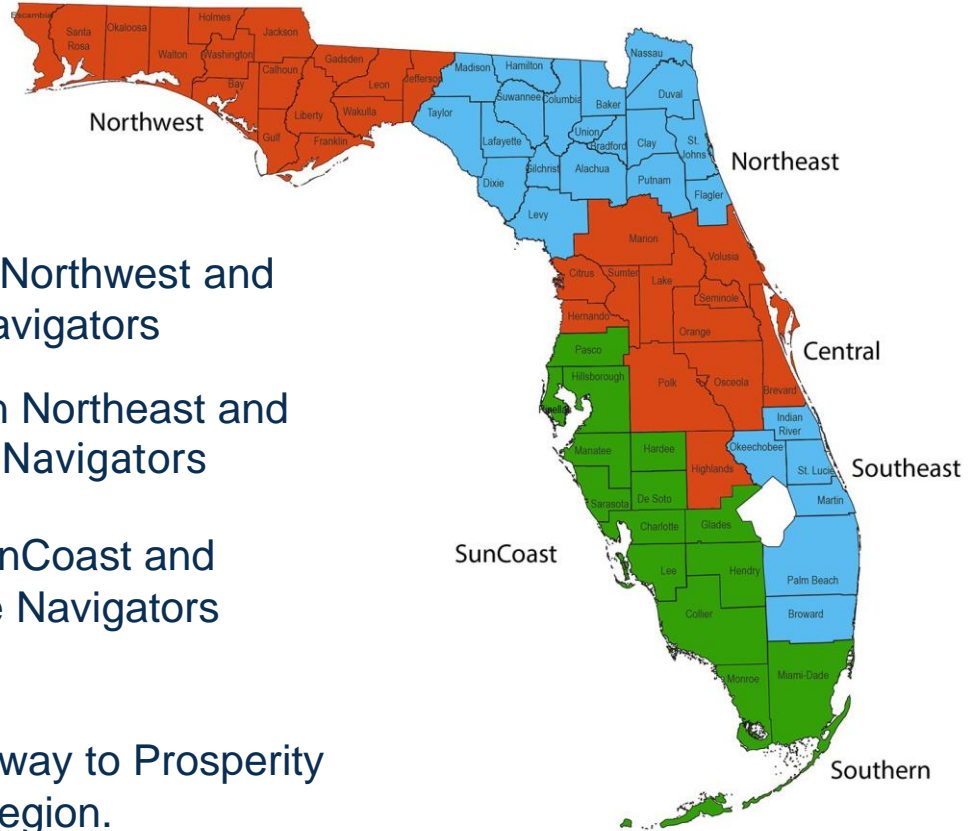 Escambia
Santa
Rosa
Okaloosa
Holmes
Walton
Washington
Jackson
Bay
Calhoun
Gulf
Liberty
Gadsden
Franklin
Leon
Wakulla
Jefferson
Northwest
Madison
Hamilton
Taylor
Suwannee
Columbia
Lafayette
Dixie
Gilchrist
Levy
Nassau
Duval
Baker
Union
Bradford
Clay
St.
Johns
Alachua
Putnam
Flagler
Northeast
Northwest and
avigators
n Northeast and
Navigators
nCoast and
e Navigators
way to Prosperity
egion.
Marion
Volusia
Citrus
Sumter
Lake
Seminole
Hernando
Orange
Polk
Osceola
Brevard
Highlands
Central
Pasco
Hillsborough
Pinellas
Manatee
Hardee
Sarasota
De Soto
Charlotte
Glades
Lee
Hendry
Collier
SunCoast
Indian
River
Okeechobee
St. Lucie
Martin
Palm Beach
Broward
Southeast
Monroe
Miami-Dade
Southern